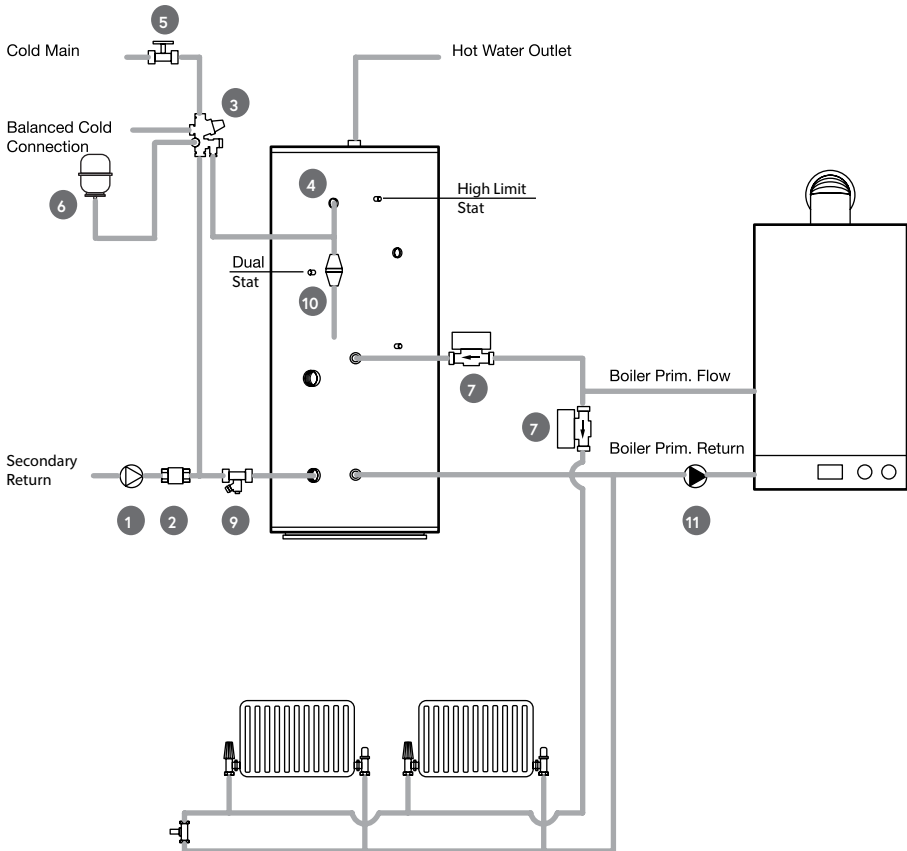 5
Cold Main
Hot Water Outlet
3
Balanced Cold
Connection
6
4
High Limit
Stat
Dual
Stat
10
7
Boiler Prim. Flow
7
Boiler Prim. Return
Secondary
Return
1
2
9
11